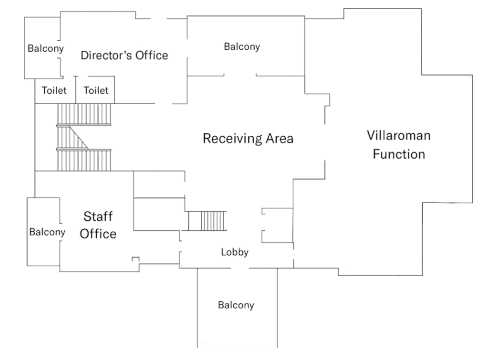 Balcony
Director's Office
Balcony
Toilet
Toilet
Receiving Area
Villaroman
Function
Staff
Office
Balcony
Lobby
Balcony